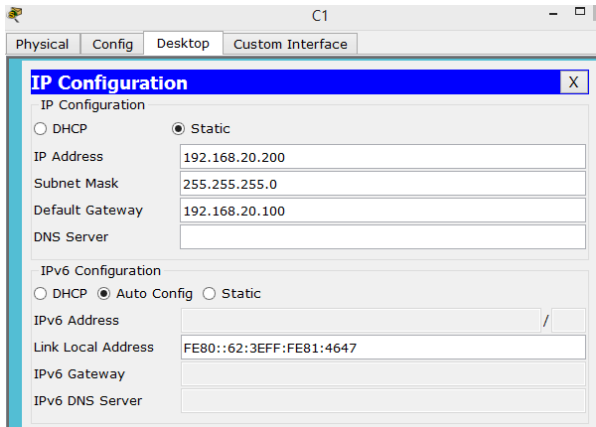 C1
Physical Config Desktop Custom Interface
IP Configuration X
IP Configuration
DHCP Static
IP Address 192.168.20.200
Subnet Mask 255.255.255.0
Default Gateway 192.168.20.100
DNS Server
IPv6 Configuration
DHCP Auto Config Static
IPv6 Address /
Link Local Address FE80::62:3EFF:FE81:4647
IPv6 Gateway
IPv6 DNS Server